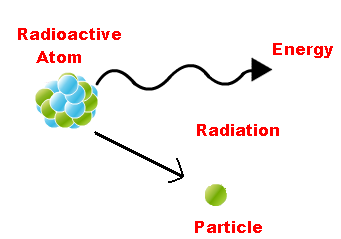 Radioactive
Atom
Energy
Radiation
Particle